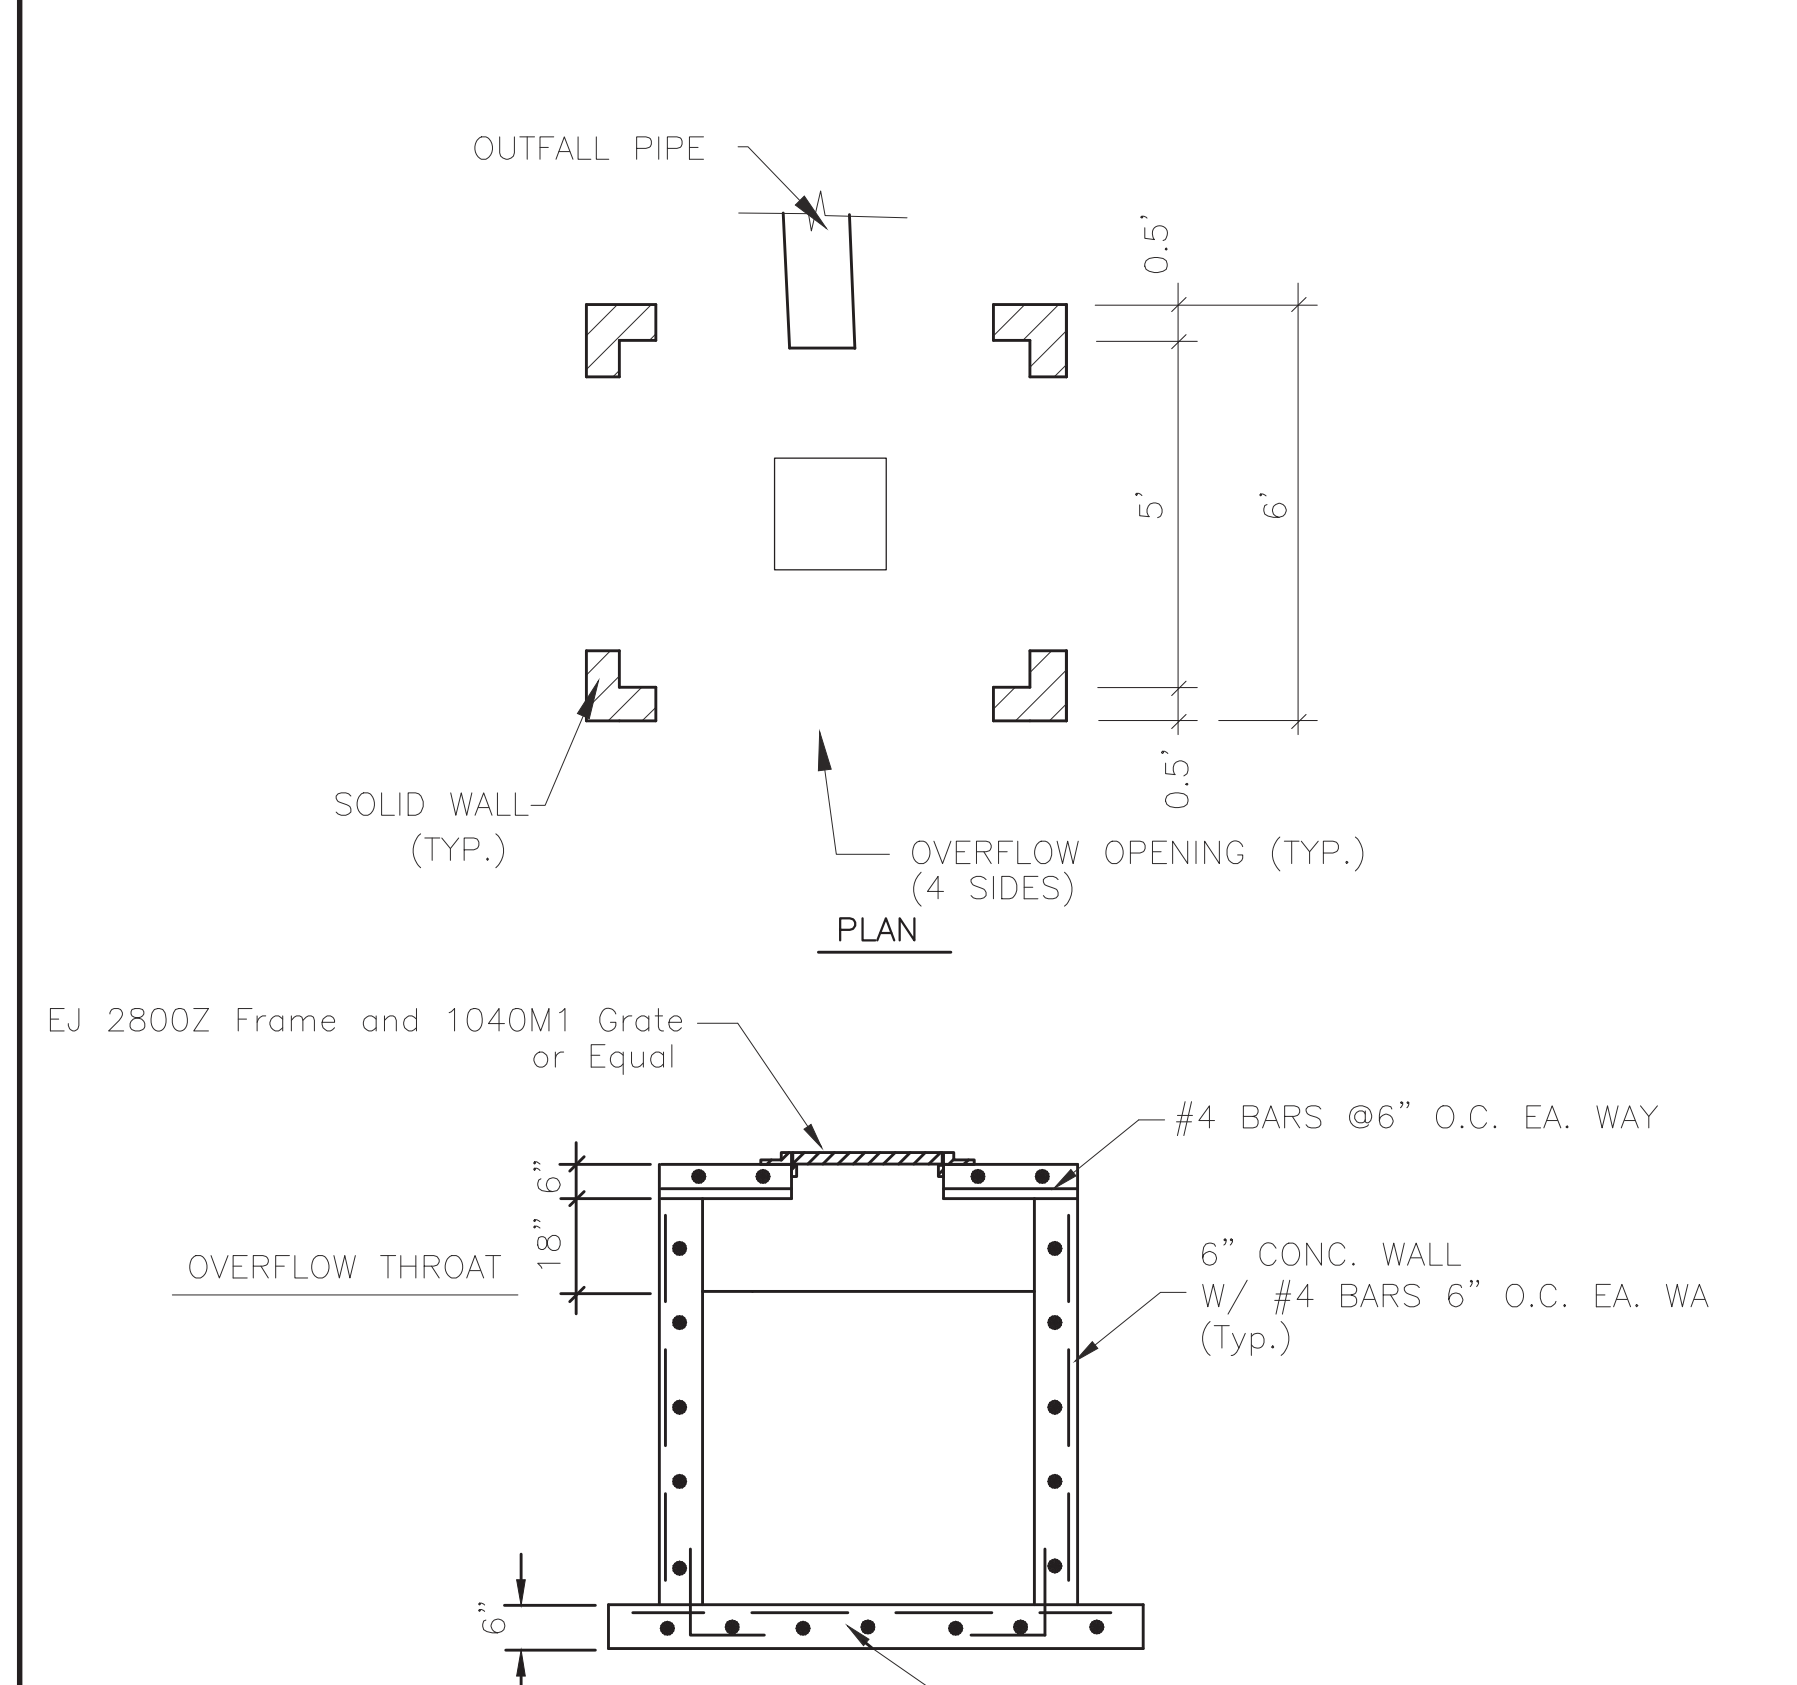 OUTFALL PIPE
0.5'
5'
6'
0.5'
SOLID WALL
(TYP.)
OVERFLOW OPENING (TYP.)
(4 SIDES)
PLAN
EJ 2800Z Frame and 1040M1 Grate
or Equal
#4 BARS @6" O.C. EA. WAY
6"
18"
OVERFLOW THROAT
6" CONC. WALL
W/ #4 BARS 6" O.C. EA. WA
(Typ.)
6"